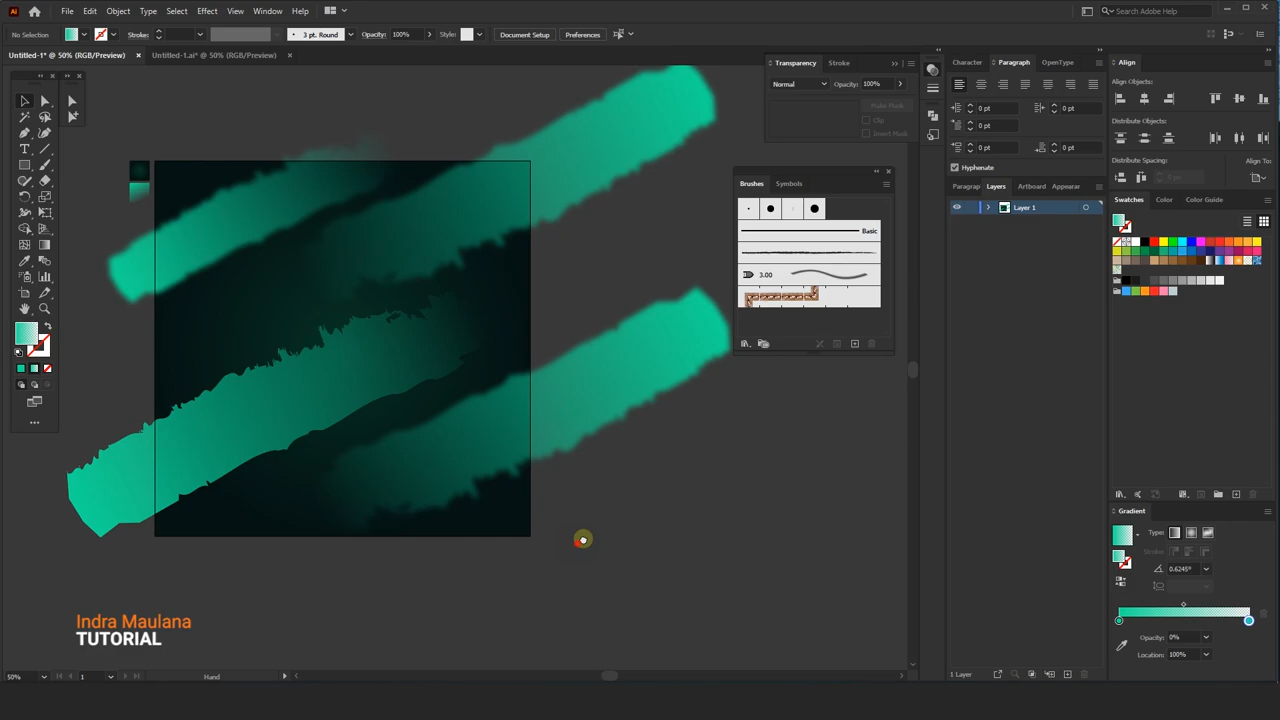 Ai File Edit Object Type Select Effect View Window Help Search Adobe Help
No Selection Stroke: 3 pt. Round Opacity: 100% Style: Document Setup Preferences
Untitled-1* @ 50% (RGB/Preview) × Untitled-1.ai* @ 50% (RGB/Preview) ×
Transparency Stroke
Normal Opacity: 100%
Make Mask
Clip
Invert Mask
Character Paragraph OpenType
0 pt 0 pt
0 pt
0 pt 0 pt
Hyphenate
Paragrap Layers Artboard Appear
Layer 1
Align
Align Objects:
Distribute Objects:
Distribute Spacing: Align To:
0 px
Swatches Color Color Guide
Brushes Symbols
Basic
3.00
Gradient
Type:
Stroke:
0.6245°
Opacity: 0%
Location: 100%
Indra Maulana
TUTORIAL
50% 1 Hand
1 Layer